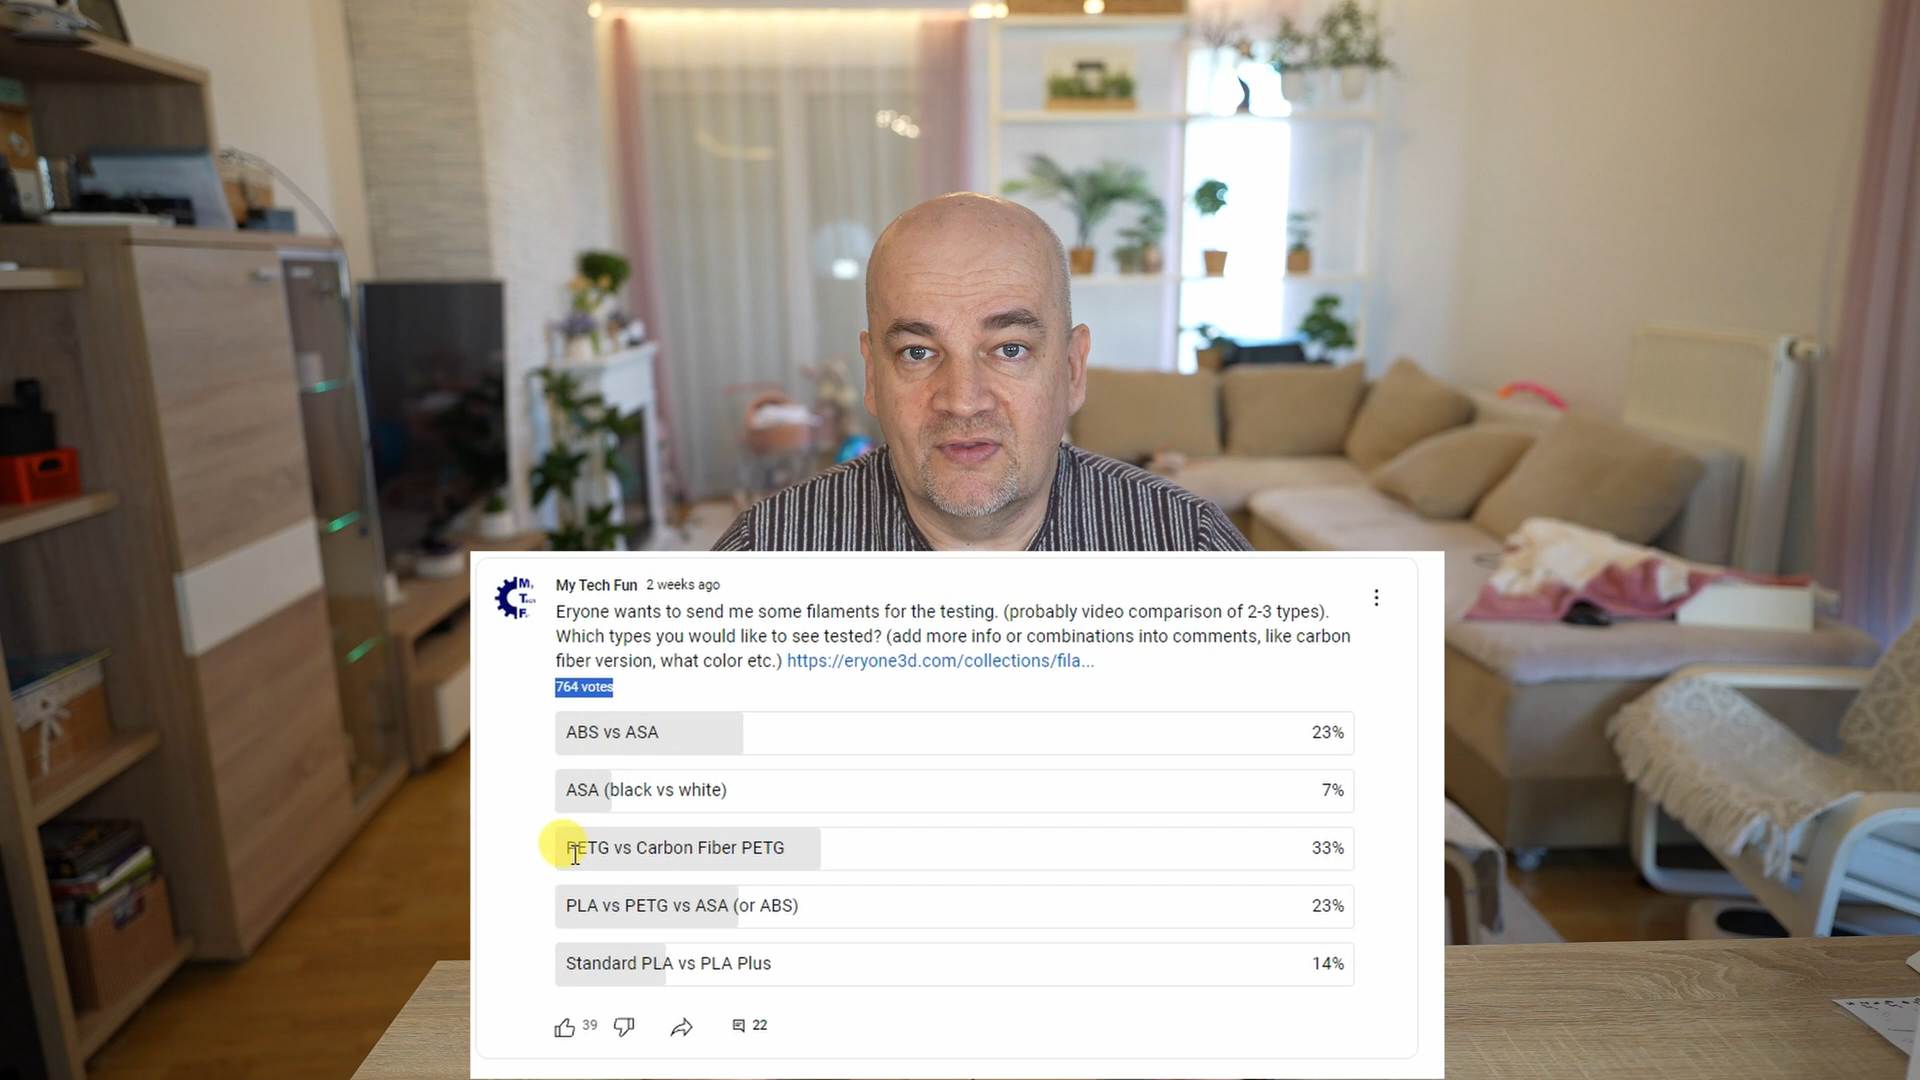 M,
Tech
F.
My Tech Fun 2 weeks ago
Eryone wants to send me some filaments for the testing. (probably video comparison of 2-3 types).
Which types you would like to see tested? (add more info or combinations into comments, like carbon
fiber version, what color etc.) https://eryone3d.com/collections/fila...
764 votes
ABS vs ASA 23%
ASA (black vs white) 7%
PETG vs Carbon Fiber PETG 33%
PLA vs PETG vs ASA (or ABS) 23%
Standard PLA vs PLA Plus 14%
39 22